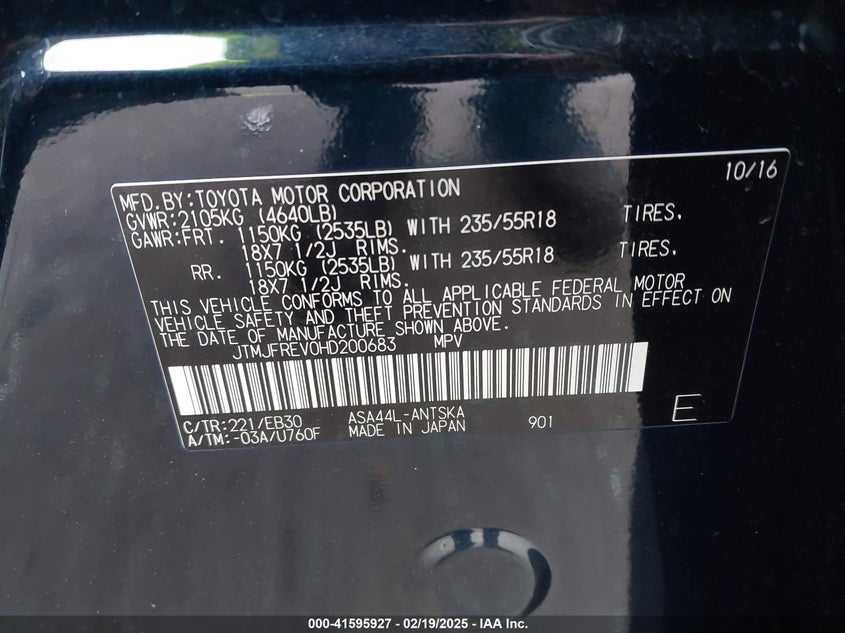 10/16
MFD.BY:TOYOTA MOTOR CORPORATION
GVWR:2105KG (4640LB)
GAWR:FRT. 1150KG (2535LB) WITH 235/55R18 TIRES.
18X7 1/2J RIMS.
RR. 1150KG (2535LB) WITH 235/55R18 TIRES.
18X7 1/2J RIMS.
THIS VEHICLE CONFORMS TO ALL APPLICABLE FEDERAL MOTOR
VEHICLE SAFETY AND THEFT PREVENTION STANDARDS IN EFFECT ON
THE DATE OF MANUFACTURE SHOWN ABOVE.
JTMJFREV0HD200683 MPV
C/TR:221/EB30 ASA44L-ANTSKA
A/TM:-03A/U760F MADE IN JAPAN 901
E
000-41595927 - 02/19/2025 - IAA Inc.